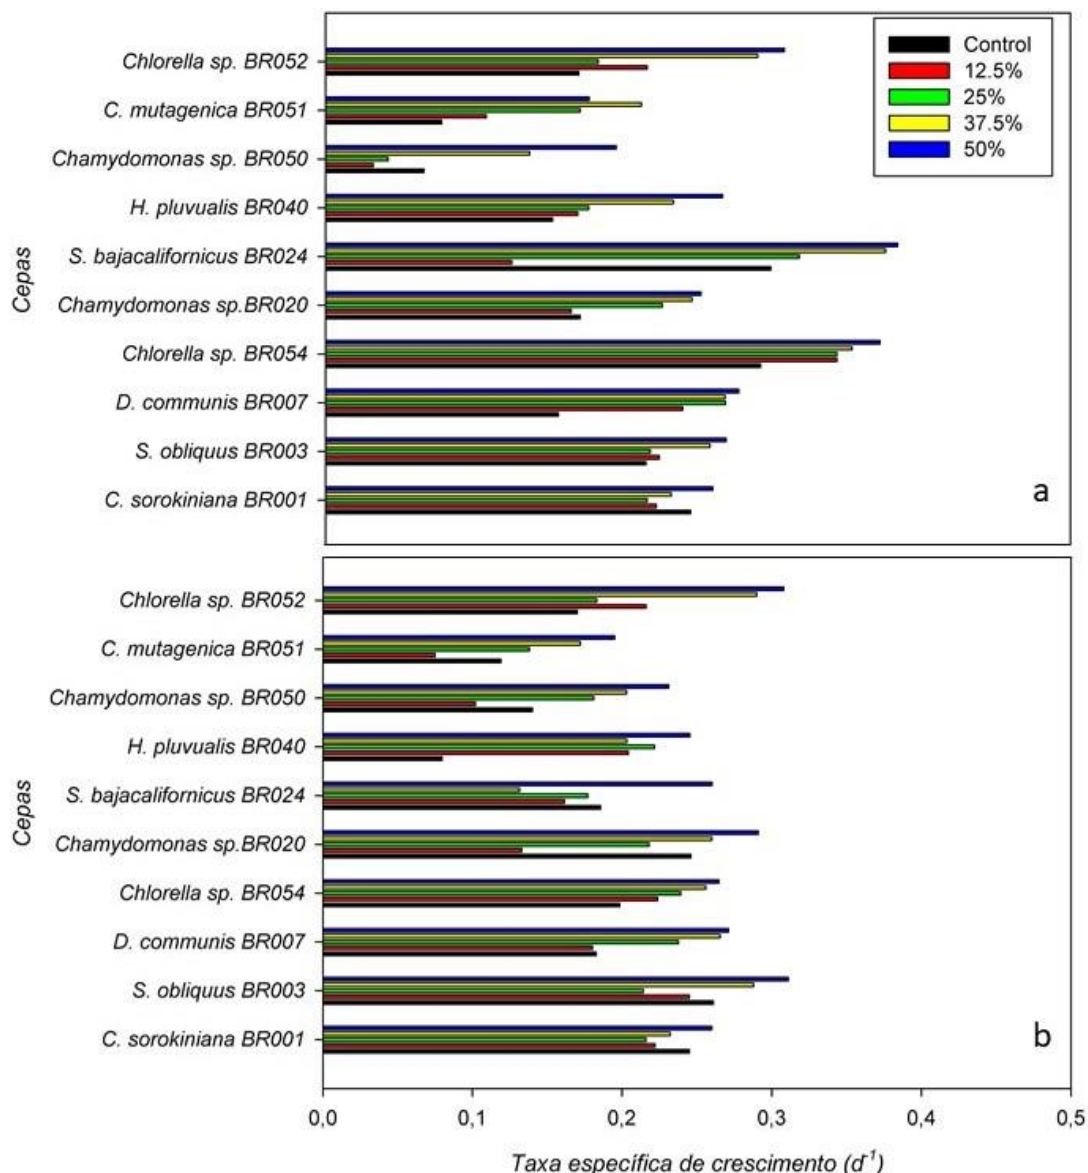 Control
12.5%
25%
37.5%
50%
Cepas
Chlorella sp. BR052
C. mutagenica BR051
Chamydomonas sp. BR050
H. pluvualis BR040
S. bajacalifornicus BR024
Chamydomonas sp.BR020
Chlorella sp. BR054
D. communis BR007
S. obliquus BR003
C. sorokiniana BR001
a
Cepas
Chlorella sp. BR052
C. mutagenica BR051
Chamydomonas sp. BR050
H. pluvualis BR040
S. bajacalifornicus BR024
Chamydomonas sp.BR020
Chlorella sp. BR054
D. communis BR007
S. obliquus BR003
C. sorokiniana BR001
b
0,0 0,1 0,2 0,3 0,4 0,5
Taxa específica de crescimento (d⁻¹)